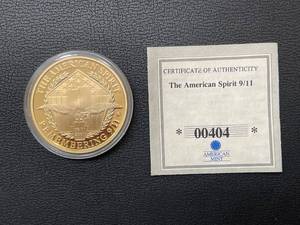 THE AMERICAN SPIRIT
REMEMBERING 9/11
CERTIFICATE OF AUTHENTICITY
The American Spirit 9/11
* 00404 *
AMERICAN
MINT